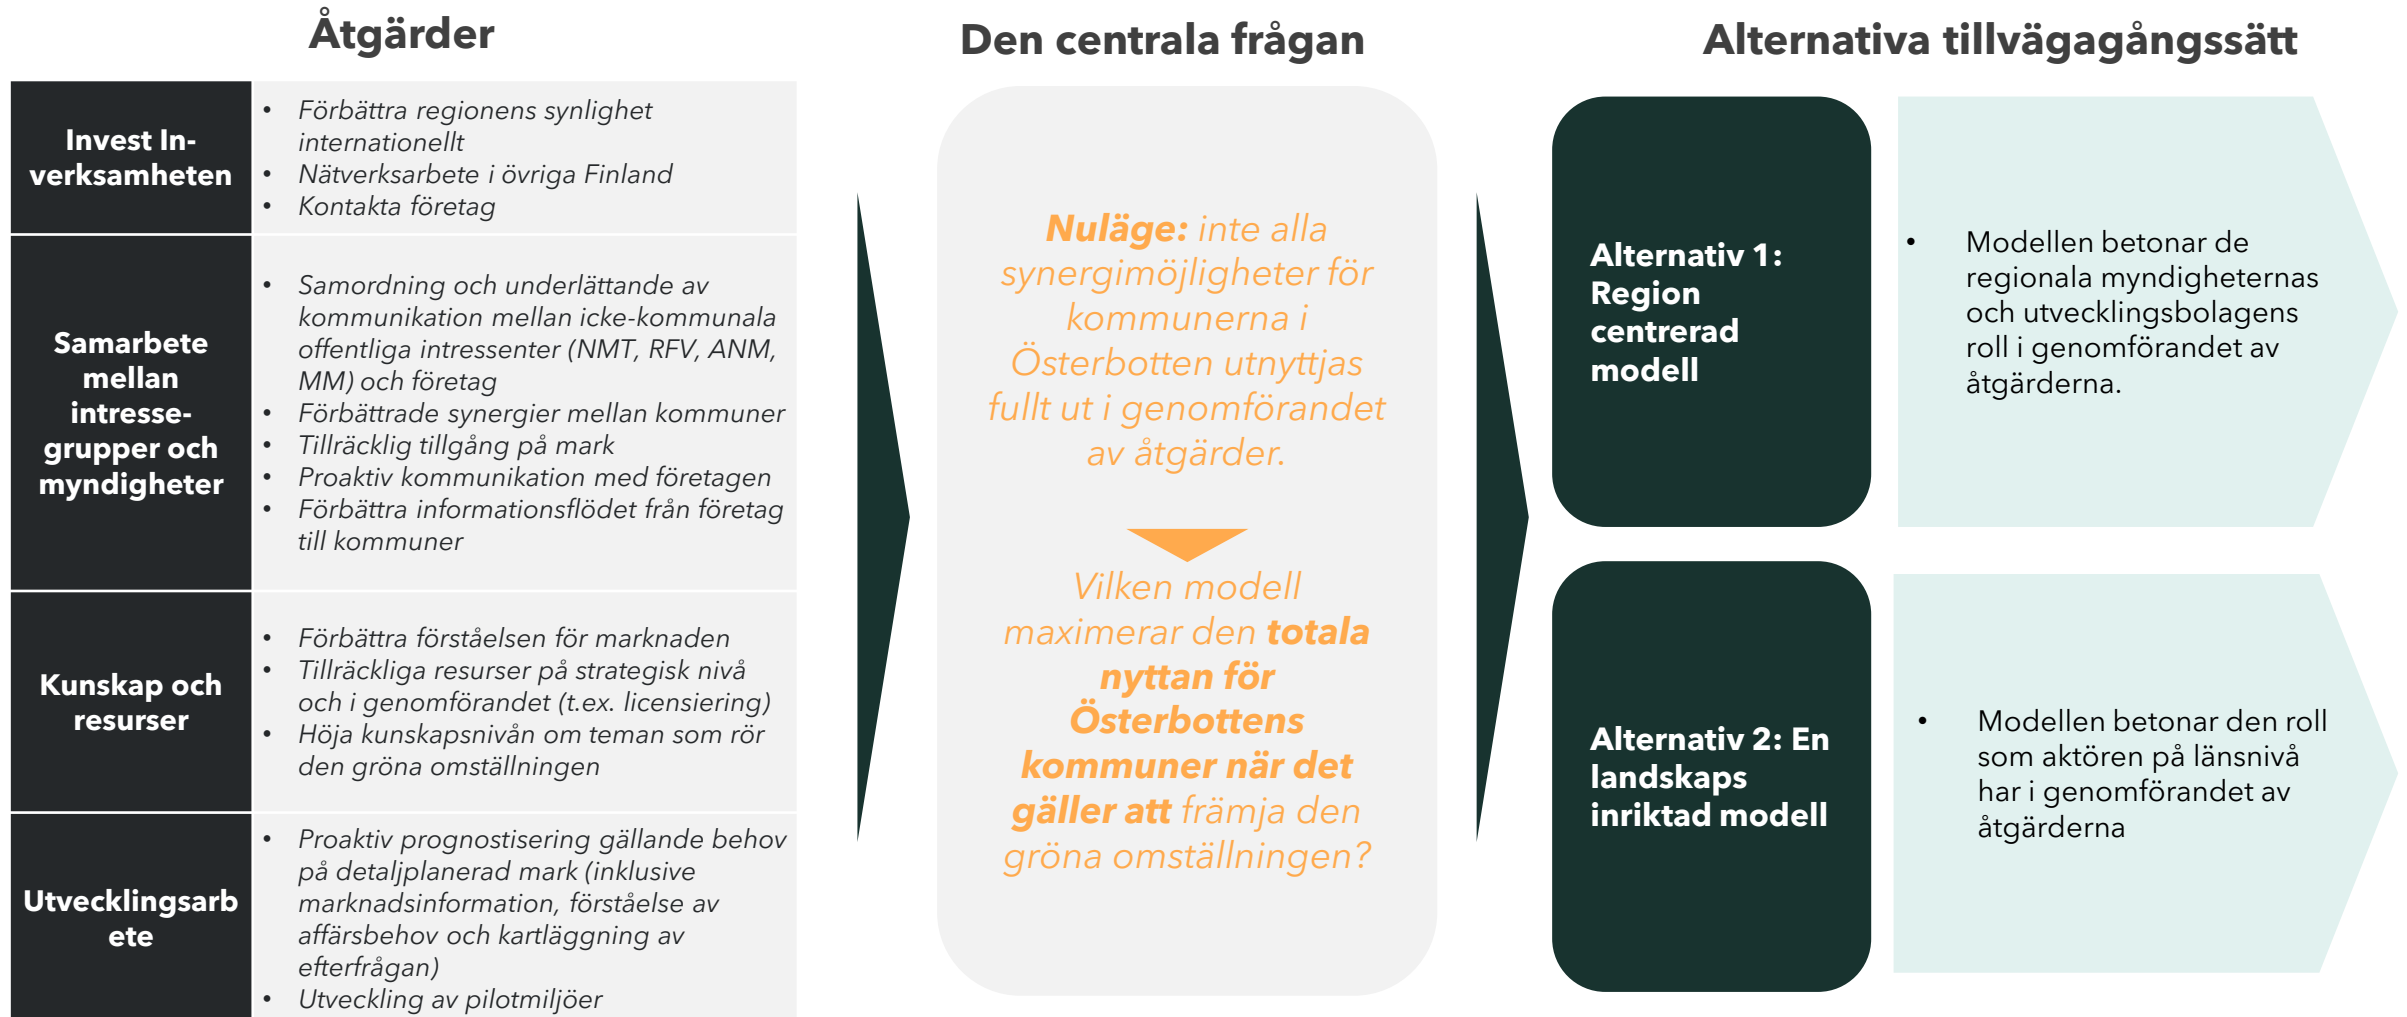 Åtgärder
Invest In-
verksamheten
• Förbättra regionens synlighet
internationellt
• Nätverksarbete i övriga Finland
• Kontakta företag
Samarbete
mellan
intresse-
grupper och
myndigheter
• Samordning och underlättande av
kommunikation mellan icke-kommunala
offentliga intressenter (NMT, RFV, ANM,
MM) och företag
• Förbättrade synergier mellan kommuner
• Tillräcklig tillgång på mark
• Proaktiv kommunikation med företagen
• Förbättra informationsflödet från företag
till kommuner
Kunskap och
resurser
• Förbättra förståelsen för marknaden
• Tillräckliga resurser på strategisk nivå
och i genomförandet (t.ex. licensiering)
• Höja kunskapsnivån om teman som rör
den gröna omställningen
Utvecklingsarb
ete
• Proaktiv prognostisering gällande behov
på detaljplanerad mark (inklusive
marknadsinformation, förståelse av
affärsbehov och kartläggning av
efterfrågan)
• Utveckling av pilotmiljöer
Den centrala frågan
Nuläge: inte alla
synergimöjligheter för
kommunerna i
Österbotten utnyttjas
fullt ut i genomförandet
av åtgärder.
Vilken modell
maximerar den totala
nyttan för
Österbottens
kommuner när det
gäller att främja den
gröna omställningen?
Alternativa tillvägagångssätt
Alternativ 1:
Region
centrerad
modell
• Modellen betonar de
regionala myndigheternas
och utvecklingsbolagens
roll i genomförandet av
åtgärderna.
Alternativ 2: En
landskaps
inriktad modell
• Modellen betonar den roll
som aktören på länsnivå
har i genomförandet av
åtgärderna